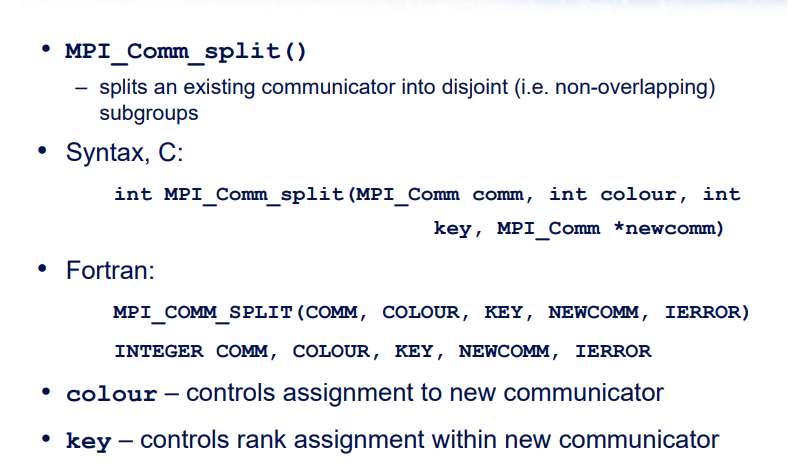 • MPI_Comm_split()
– splits an existing communicator into disjoint (i.e. non-overlapping)
subgroups
• Syntax, C:
int MPI_Comm_split(MPI_Comm comm, int colour, int
key, MPI_Comm *newcomm)
• Fortran:
MPI_COMM_SPLIT(COMM, COLOUR, KEY, NEWCOMM, IERROR)
INTEGER COMM, COLOUR, KEY, NEWCOMM, IERROR
• colour – controls assignment to new communicator
• key – controls rank assignment within new communicator